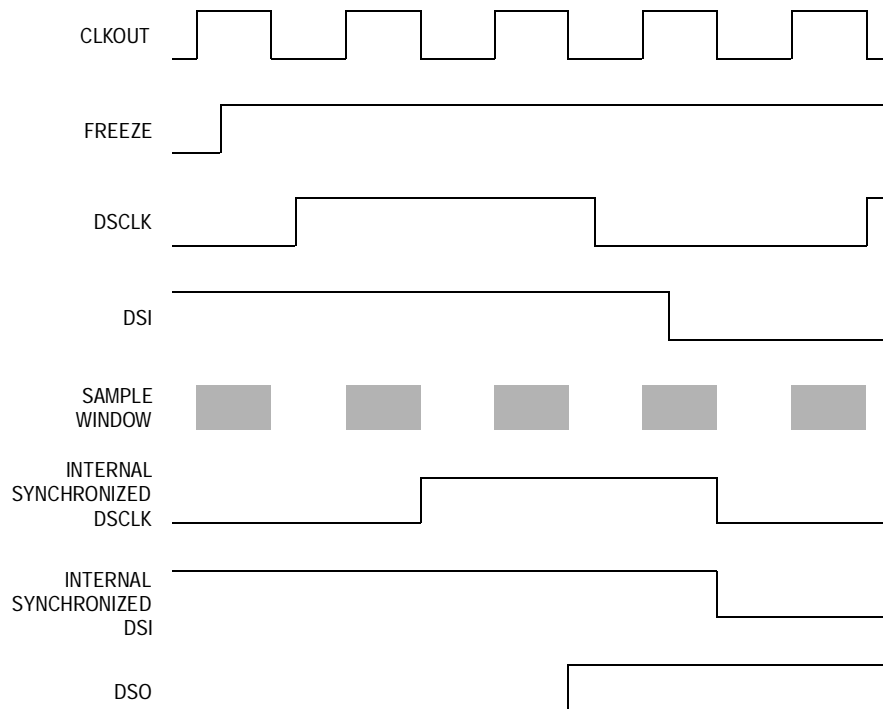 CLKOUT
FREEZE
DSCLK
DSI
SAMPLE
WINDOW
INTERNAL
SYNCHRONIZED
DSCLK
INTERNAL
SYNCHRONIZED
DSI
DSO